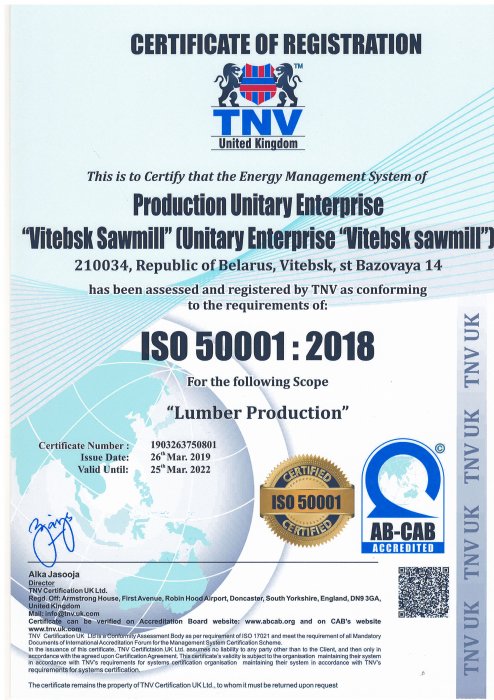 CERTIFICATE OF REGISTRATION
TM
TNV
United Kingdom
This is to Certify that the Energy Management System of
Production Unitary Enterprise
“Vitebsk Sawmill” (Unitary Enterprise “Vitebsk sawmill”)
210034, Republic of Belarus, Vitebsk, st Bazovaya 14
has been assessed and registered by TNV as conforming
to the requirements of:
ISO 50001 : 2018
For the following Scope
“Lumber Production”
Certificate Number : 1903263750801
Issue Date: 26th Mar. 2019
Valid Until: 25th Mar. 2022
CERTIFIED
ISO 50001
CERTIFIED
©
AB-CAB
ACCREDITED
TNV UK TNV UK TNV UK TNV UK
Alka Jasooja
Director
TNV Certification UK Ltd.
Regd. Off: Armstrong House, First Avenue, Robin Hood Airport, Doncaster, South Yorkshire, England, DN9 3GA,
United Kingdom
Mail: info@tnv.uk.com
Certificate can be verified on Accreditation Board website: www.abcab.org and on CAB's website
www.tnv.uk.com
TNV Certification UK Ltd is a Conformity Assessment Body as per requirement of ISO 17021 and meet the requirement of all Mandatory
Documents of International Accreditation Forum for the Management System Certification Scheme.
In the issue of this certificate, TNV Certifictaion UK Ltd. assumes no liability to any party other than to the Client, and then only in
accordance with the agreed upon Certification Agreement. This certificate's validity is subject to the organisation maintaining their system
in accordance with TNV's requirements for systems certification organisation maintaining their system in accordance with TNV's
requirements for systems certification.
The certificate remains the property of TNV Certification UK Ltd., to whom it must be returned upon request